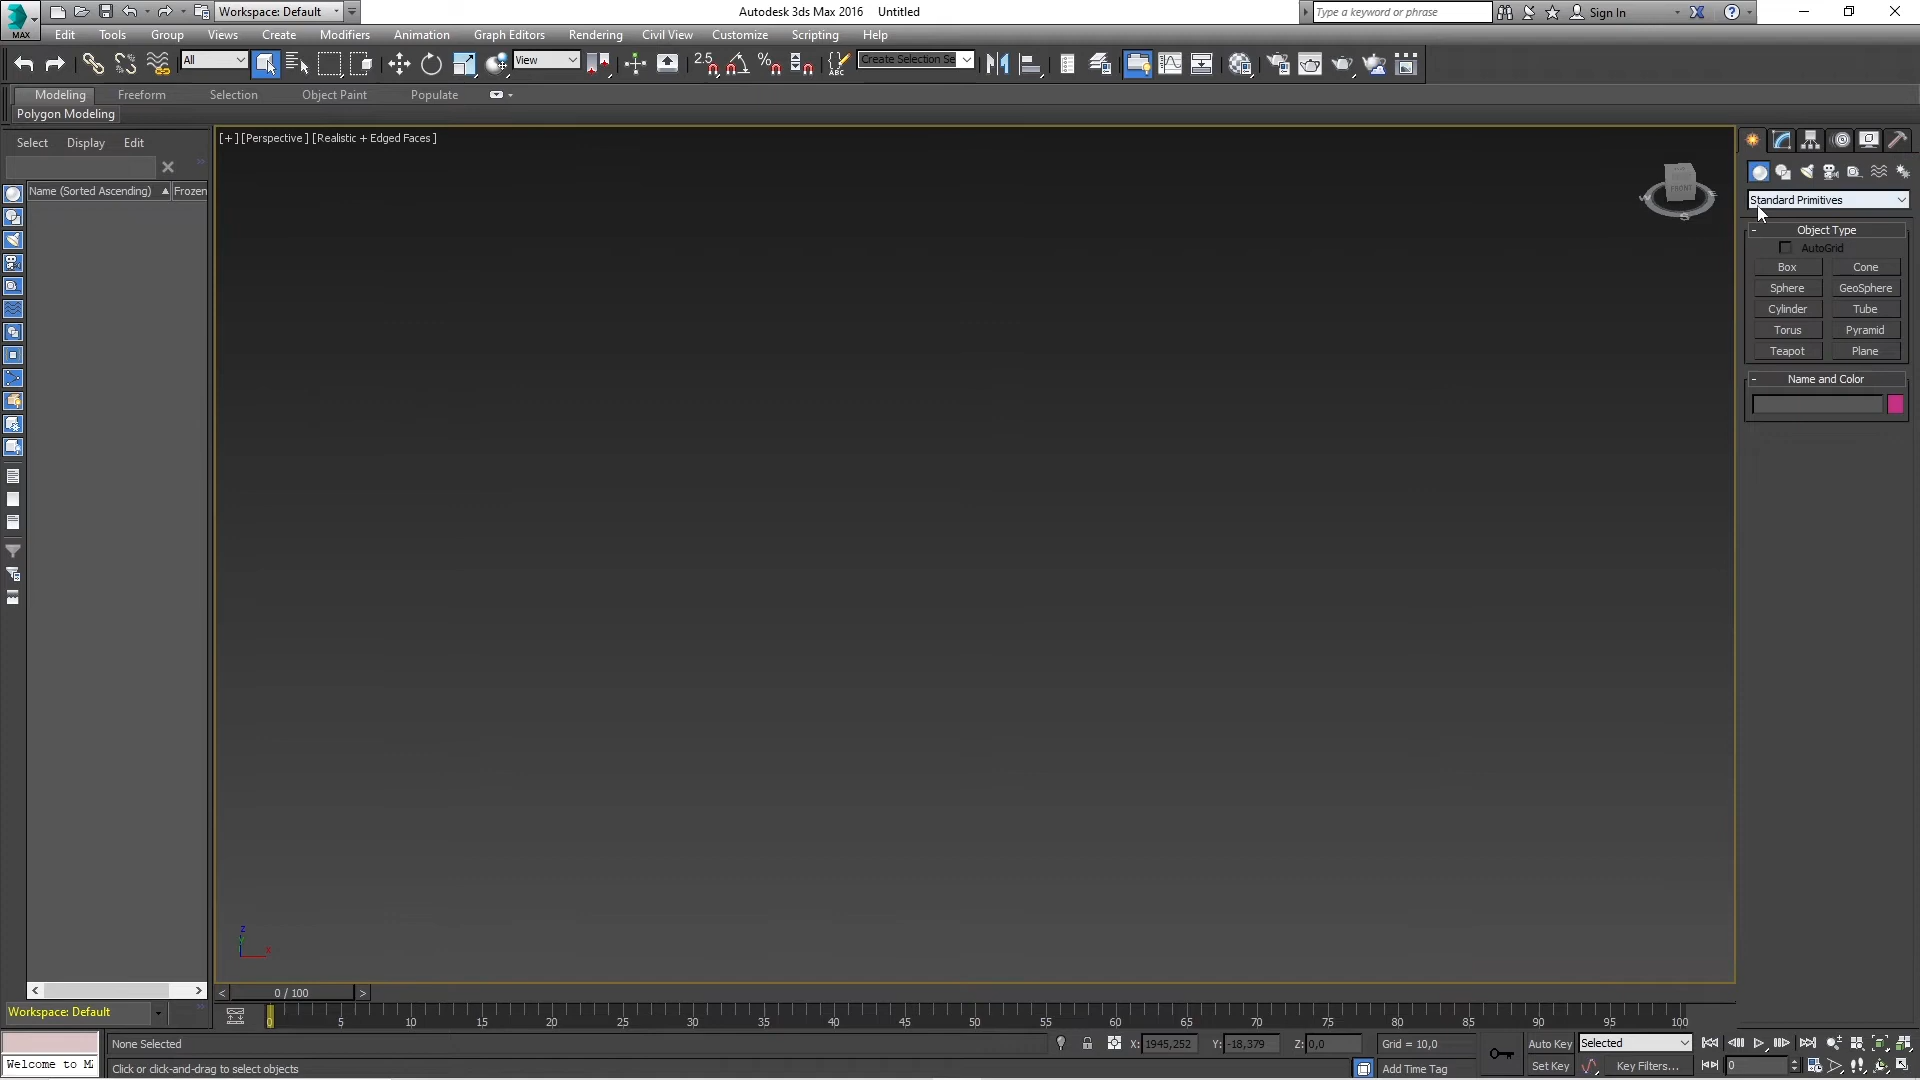 MAX
Workspace: Default
Autodesk 3ds Max 2016 Untitled
Type a keyword or phrase
Sign In
Edit Tools Group Views Create Modifiers Animation Graph Editors Rendering Civil View Customize Scripting Help
All
View
2.5
ABC
Create Selection Se
Modeling Freeform Selection Object Paint Populate
Polygon Modeling
Select Display Edit
Name (Sorted Ascending) Frozen
[+] [Perspective] [Realistic + Edged Faces]
FRONT
W
S
Standard Primitives
Object Type
AutoGrid
Box Cone
Sphere GeoSphere
Cylinder Tube
Torus Pyramid
Teapot Plane
Name and Color
z
y
x
0 / 100
Workspace: Default
0 5 10 15 20 25 30 35 40 45 50 55 60 65 70 75 80 85 90 95 100
None Selected
X: 1945,252 Y: -18,379 Z: 0,0
Grid = 10,0
Auto Key Selected
Welcome to M
Click or click-and-drag to select objects
Add Time Tag
Set Key Key Filters...
0